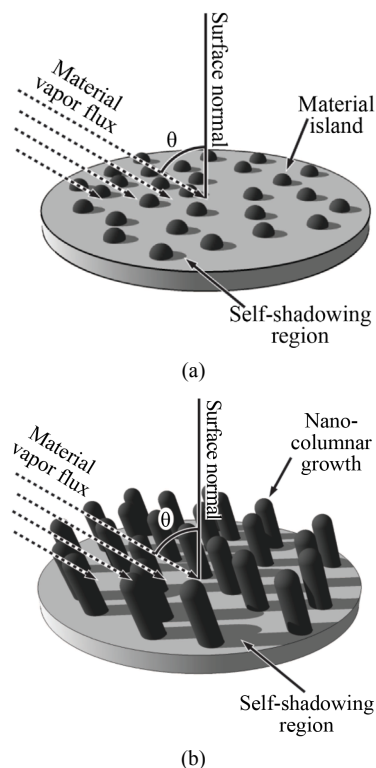 Material
vapor flux
θ
Surface normal
Material
island
Self-shadowing
region
(a)
Material
vapor flux
θ
Surface normal
Nano-
columnar
growth
Self-shadowing
region
(b)